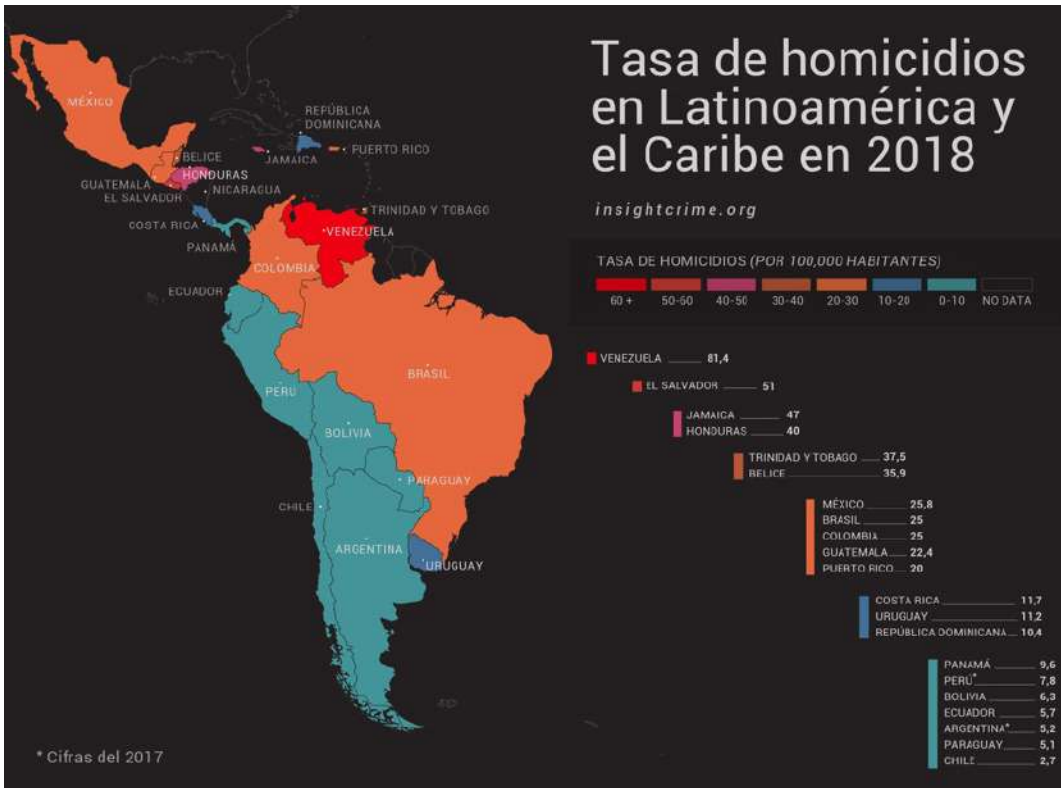 Tasa de homicidios
en Latinoamérica y
el Caribe en 2018
insightcrime.org
TASA DE HOMICIDIOS (POR 100,000 HABITANTES)
60 + 50-60 40-50 30-40 20-30 10-20 0-10 NO DATA
MÉXICO
REPÚBLICA
DOMINICANA
JAMAICA
PUERTO RICO
BELICE
HONDURAS
GUATEMALA
EL SALVADOR
NICARAGUA
COSTA RICA
PANAMÁ
TRINIDAD Y TOBAGO
VENEZUELA
COLOMBIA
ECUADOR
BRASIL
PERÚ
BOLIVIA
PARAGUAY
CHILE
ARGENTINA
URUGUAY
VENEZUELA 81,4
EL SALVADOR 51
JAMAICA 47
HONDURAS 40
TRINIDAD Y TOBAGO 37,5
BELICE 35,9
MÉXICO 25,8
BRASIL 25
COLOMBIA 25
GUATEMALA 22,4
PUERTO RICO 20
COSTA RICA 11,7
URUGUAY 11,2
REPÚBLICA DOMINICANA 10,4
PANAMÁ 9,6
PERÚ* 7,8
BOLIVIA 6,3
ECUADOR 5,7
ARGENTINA* 5,2
PARAGUAY 5,1
CHILE 2,7
* Cifras del 2017